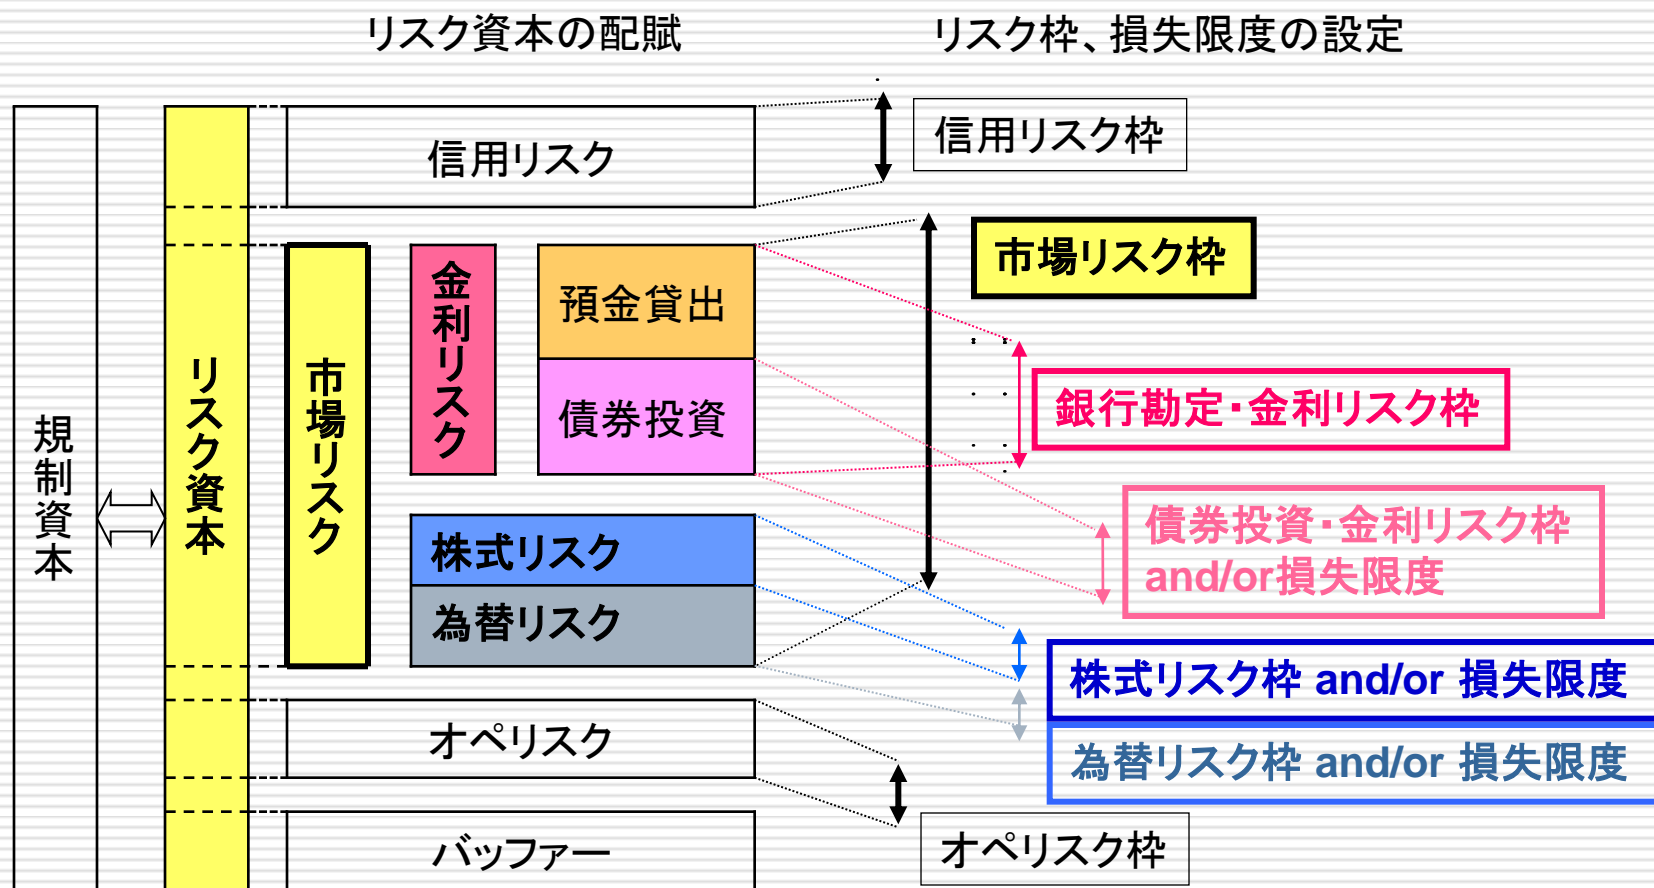 リスク資本の配賦
リスク枠、損失限度の設定
規制資本
リスク資本
信用リスク
信用リスク枠
市場リスク
金利リスク
預金貸出
債券投資
株式リスク
為替リスク
市場リスク枠
銀行勘定・金利リスク枠
債券投資・金利リスク枠
and/or損失限度
株式リスク枠 and/or 損失限度
為替リスク枠 and/or 損失限度
オペリスク
オペリスク枠
バッファー